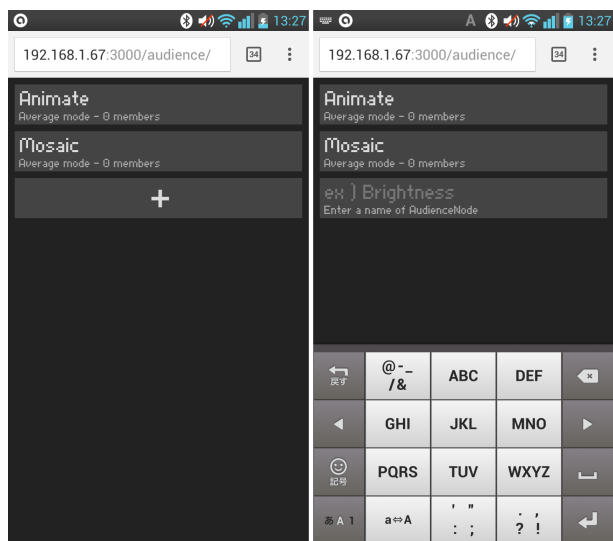 13:27
192.168.1.67:3000/audience/
34
Animate
Average mode - 0 members
Mosaic
Average mode - 0 members
+
A
13:27
192.168.1.67:3000/audience/
34
Animate
Average mode - 0 members
Mosaic
Average mode - 0 members
ex ) Brightness
Enter a name of AudienceNode
戻す
@-_
/&
ABC
DEF
GHI
JKL
MNO
記号
PQRS
TUV
WXYZ
あ A 1
a⇔A
' "
: ;
. ,
? !